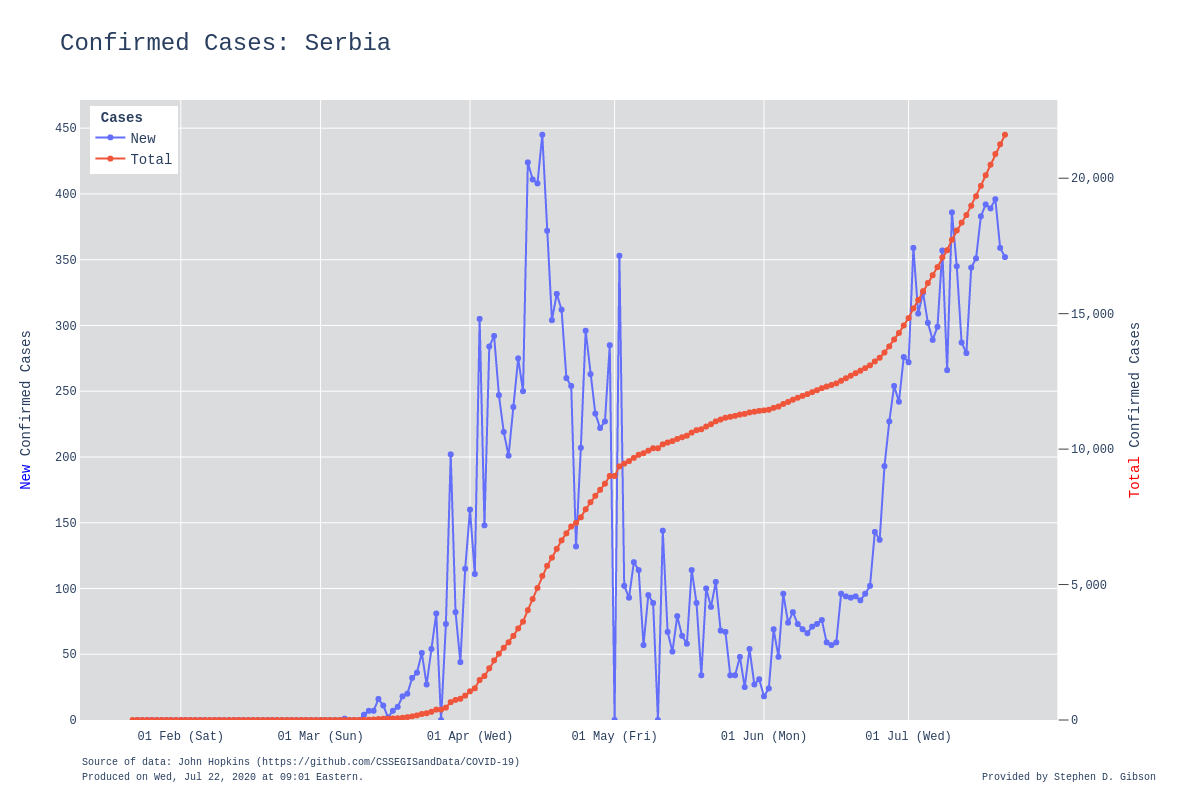 Confirmed Cases: Serbia
Cases
New
Total
450
400
350
300
250
200
150
100
50
0
20,000
15,000
10,000
5,000
0
New Confirmed Cases
Total Confirmed Cases
01 Feb (Sat)
01 Mar (Sun)
01 Apr (Wed)
01 May (Fri)
01 Jun (Mon)
01 Jul (Wed)
Source of data: John Hopkins (https://github.com/CSSEGISandData/COVID-19)
Produced on Wed, Jul 22, 2020 at 09:01 Eastern.
Provided by Stephen D. Gibson